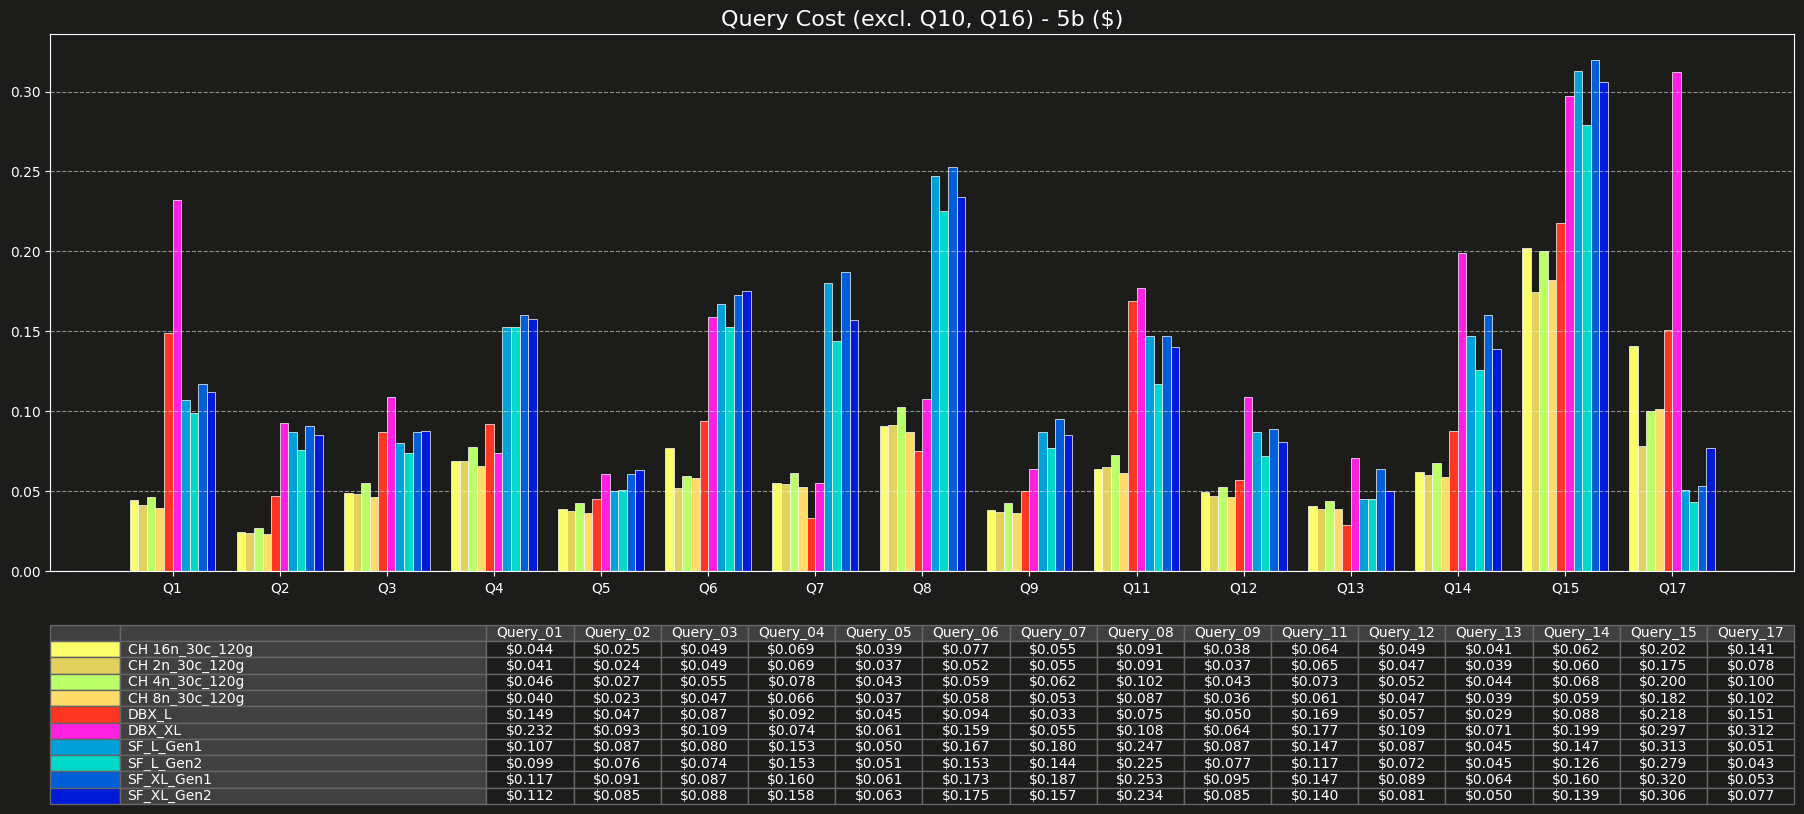 Query Cost (excl. Q10, Q16) - 5b ($)
0.30
0.25
0.20
0.15
0.10
0.05
0.00
Q1 Q2 Q3 Q4 Q5 Q6 Q7 Q8 Q9 Q11 Q12 Q13 Q14 Q15 Q17
Query_01 Query_02 Query_03 Query_04 Query_05 Query_06 Query_07 Query_08 Query_09 Query_11 Query_12 Query_13 Query_14 Query_15 Query_17
CH 16n_30c_120g $0.044 $0.025 $0.049 $0.069 $0.039 $0.077 $0.055 $0.091 $0.038 $0.064 $0.049 $0.041 $0.062 $0.202 $0.141
CH 2n_30c_120g $0.041 $0.024 $0.049 $0.069 $0.037 $0.052 $0.055 $0.091 $0.037 $0.065 $0.047 $0.039 $0.060 $0.175 $0.078
CH 4n_30c_120g $0.046 $0.027 $0.055 $0.078 $0.043 $0.059 $0.062 $0.102 $0.043 $0.073 $0.052 $0.044 $0.068 $0.200 $0.100
CH 8n_30c_120g $0.040 $0.023 $0.047 $0.066 $0.037 $0.058 $0.053 $0.087 $0.036 $0.061 $0.047 $0.039 $0.059 $0.182 $0.102
DBX_L $0.149 $0.047 $0.087 $0.092 $0.045 $0.094 $0.033 $0.075 $0.050 $0.169 $0.057 $0.029 $0.088 $0.218 $0.151
DBX_XL $0.232 $0.093 $0.109 $0.074 $0.061 $0.159 $0.055 $0.108 $0.064 $0.177 $0.109 $0.071 $0.199 $0.297 $0.312
SF_L_Gen1 $0.107 $0.087 $0.080 $0.153 $0.050 $0.167 $0.180 $0.247 $0.087 $0.147 $0.087 $0.045 $0.147 $0.313 $0.051
SF_L_Gen2 $0.099 $0.076 $0.074 $0.153 $0.051 $0.153 $0.144 $0.225 $0.077 $0.117 $0.072 $0.045 $0.126 $0.279 $0.043
SF_XL_Gen1 $0.117 $0.091 $0.087 $0.160 $0.061 $0.173 $0.187 $0.253 $0.095 $0.147 $0.089 $0.064 $0.160 $0.320 $0.053
SF_XL_Gen2 $0.112 $0.085 $0.088 $0.158 $0.063 $0.175 $0.157 $0.234 $0.085 $0.140 $0.081 $0.050 $0.139 $0.306 $0.077